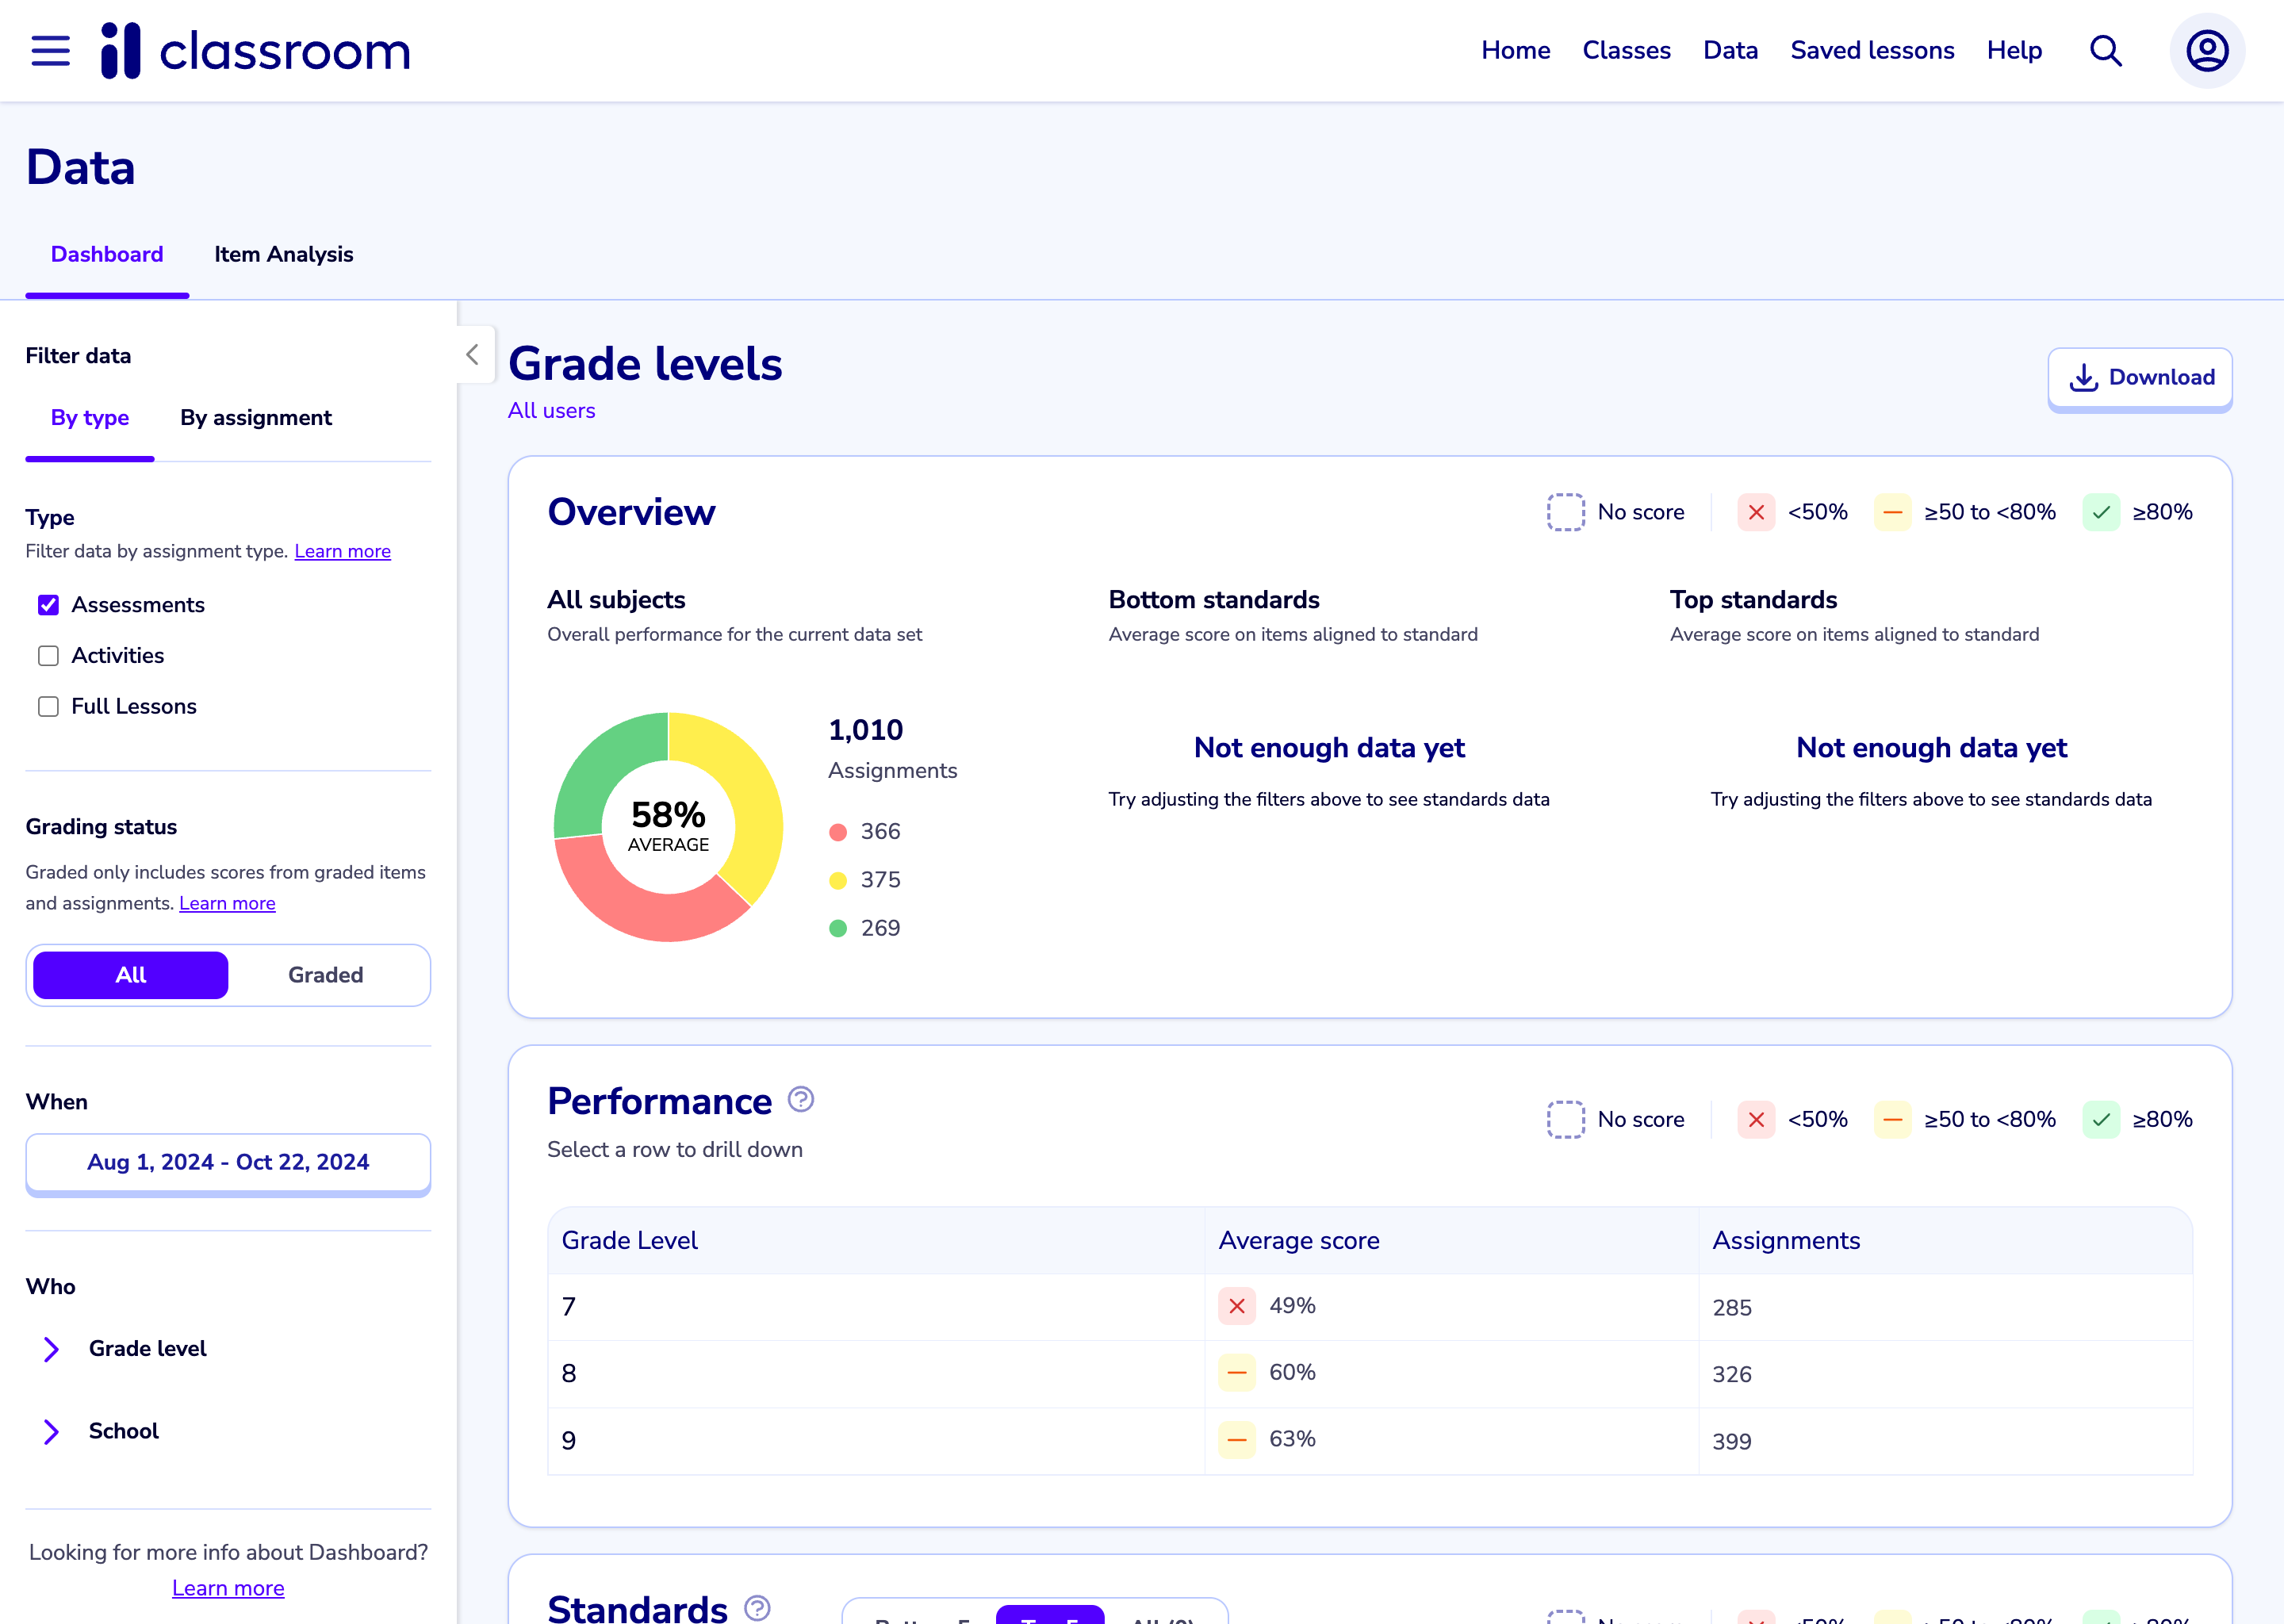 classroom
Home Classes Data Saved lessons Help
Data
Dashboard Item Analysis
Filter data
By type By assignment
Type
Filter data by assignment type. Learn more
Assessments
Activities
Full Lessons
Grading status
Graded only includes scores from graded items
and assignments. Learn more
All Graded
When
Aug 1, 2024 - Oct 22, 2024
Who
Grade level
School
Looking for more info about Dashboard?
Learn more
Grade levels
All users
Download
Overview
No score <50% ≥50 to <80% ≥80%
All subjects
Overall performance for the current data set
58%
AVERAGE
1,010
Assignments
366
375
269
Bottom standards
Average score on items aligned to standard
Not enough data yet
Try adjusting the filters above to see standards data
Top standards
Average score on items aligned to standard
Not enough data yet
Try adjusting the filters above to see standards data
Performance
Select a row to drill down
No score <50% ≥50 to <80% ≥80%
Grade Level Average score Assignments
7 49% 285
8 60% 326
9 63% 399
Standards